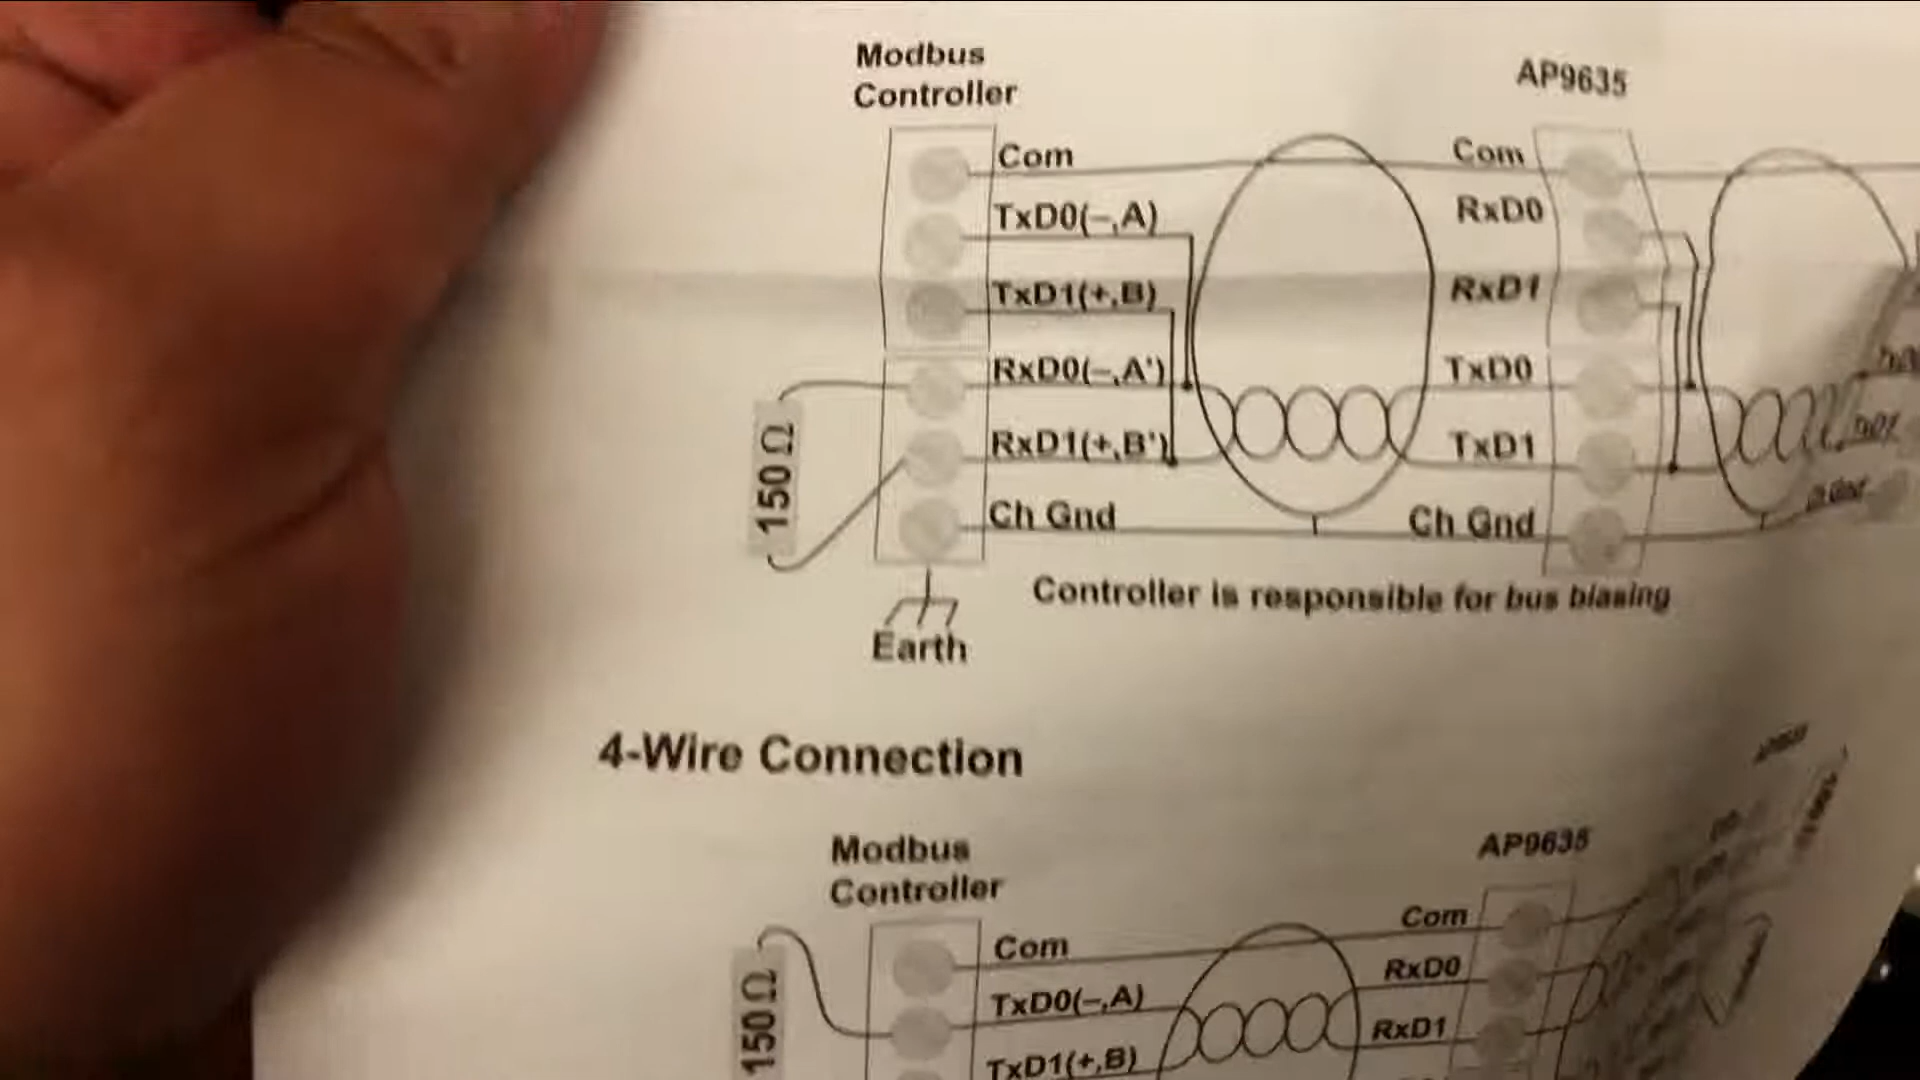 Modbus
Controller
AP9635
Com
TxD0(–,A)
TxD1(+,B)
RxD0(–,A')
RxD1(+,B')
Ch Gnd
150 Ω
Earth
Com
RxD0
RxD1
TxD0
TxD1
Ch Gnd
Controller is responsible for bus biasing
4-Wire Connection
Modbus
Controller
AP9635
150 Ω
Com
TxD0(–,A)
TxD1(+,B)
Com
RxD0
RxD1